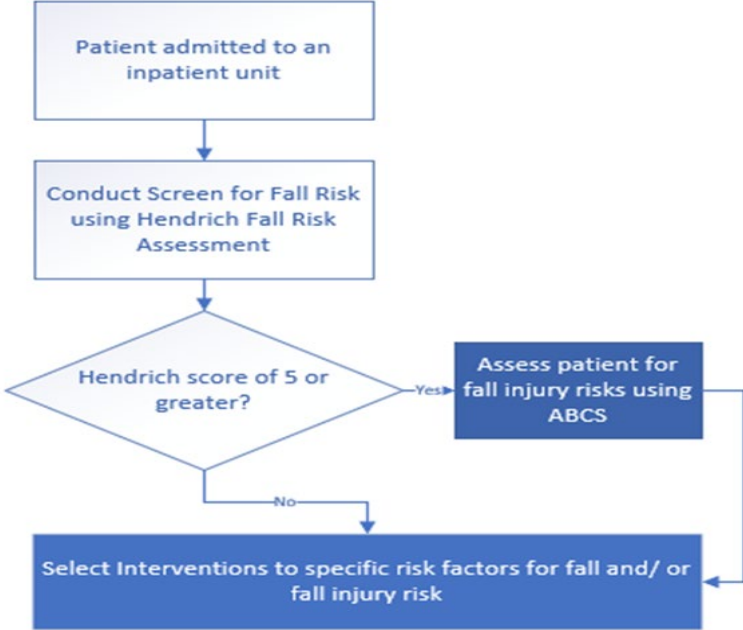 Patient admitted to an
inpatient unit
Conduct Screen for Fall Risk
using Hendrich Fall Risk
Assessment
Hendrich score of 5 or
greater?
Yes
Assess patient for
fall injury risks using
ABCS
No
Select Interventions to specific risk factors for fall and/ or
fall injury risk